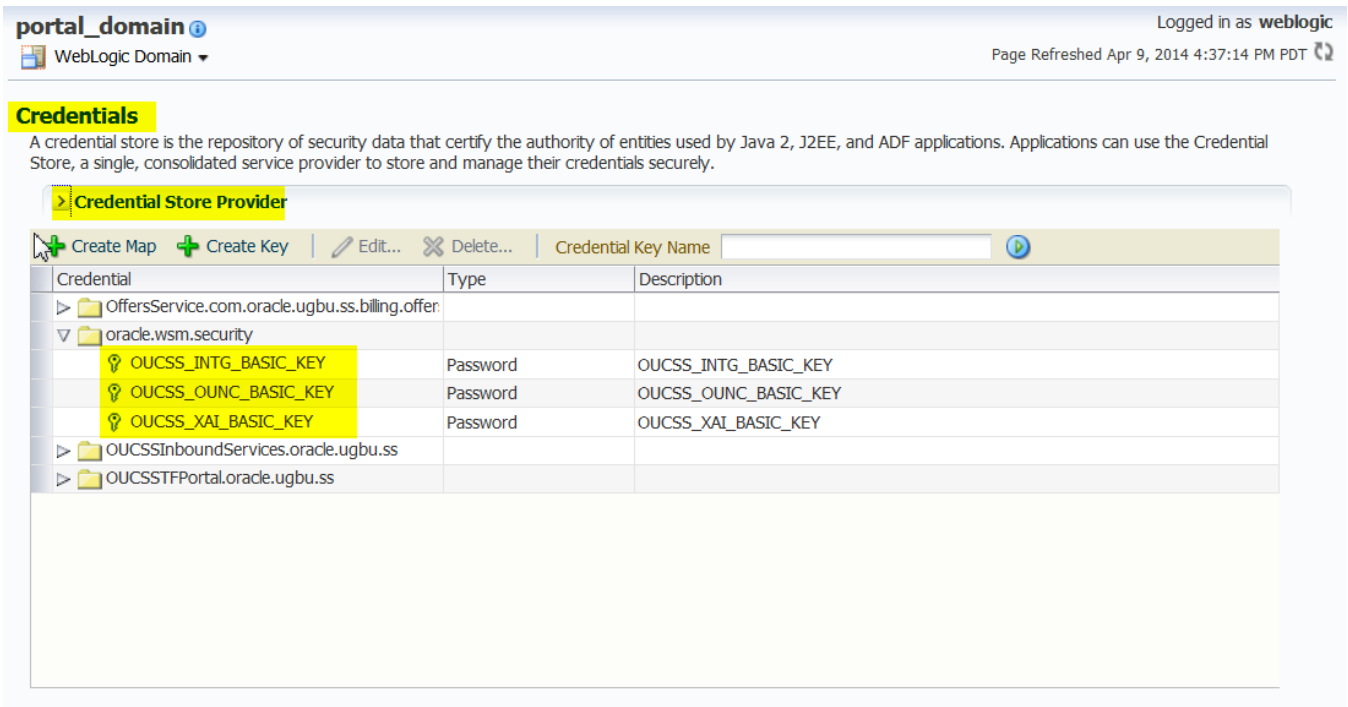 portal_domain
Logged in as weblogic
WebLogic Domain
Page Refreshed Apr 9, 2014 4:37:14 PM PDT
Credentials
A credential store is the repository of security data that certify the authority of entities used by Java 2, J2EE, and ADF applications. Applications can use the Credential
Store, a single, consolidated service provider to store and manage their credentials securely.
Credential Store Provider
Create Map Create Key Edit... Delete... Credential Key Name
Credential Type Description
OffersService.com.oracle.ugbu.ss.billing.offer
oracle.wsm.security
OUCSS_INTG_BASIC_KEY Password OUCSS_INTG_BASIC_KEY
OUCSS_OUNC_BASIC_KEY Password OUCSS_OUNC_BASIC_KEY
OUCSS_XAI_BASIC_KEY Password OUCSS_XAI_BASIC_KEY
OUCSSInboundServices.oracle.ugbu.ss
OUCSSTFPortal.oracle.ugbu.ss